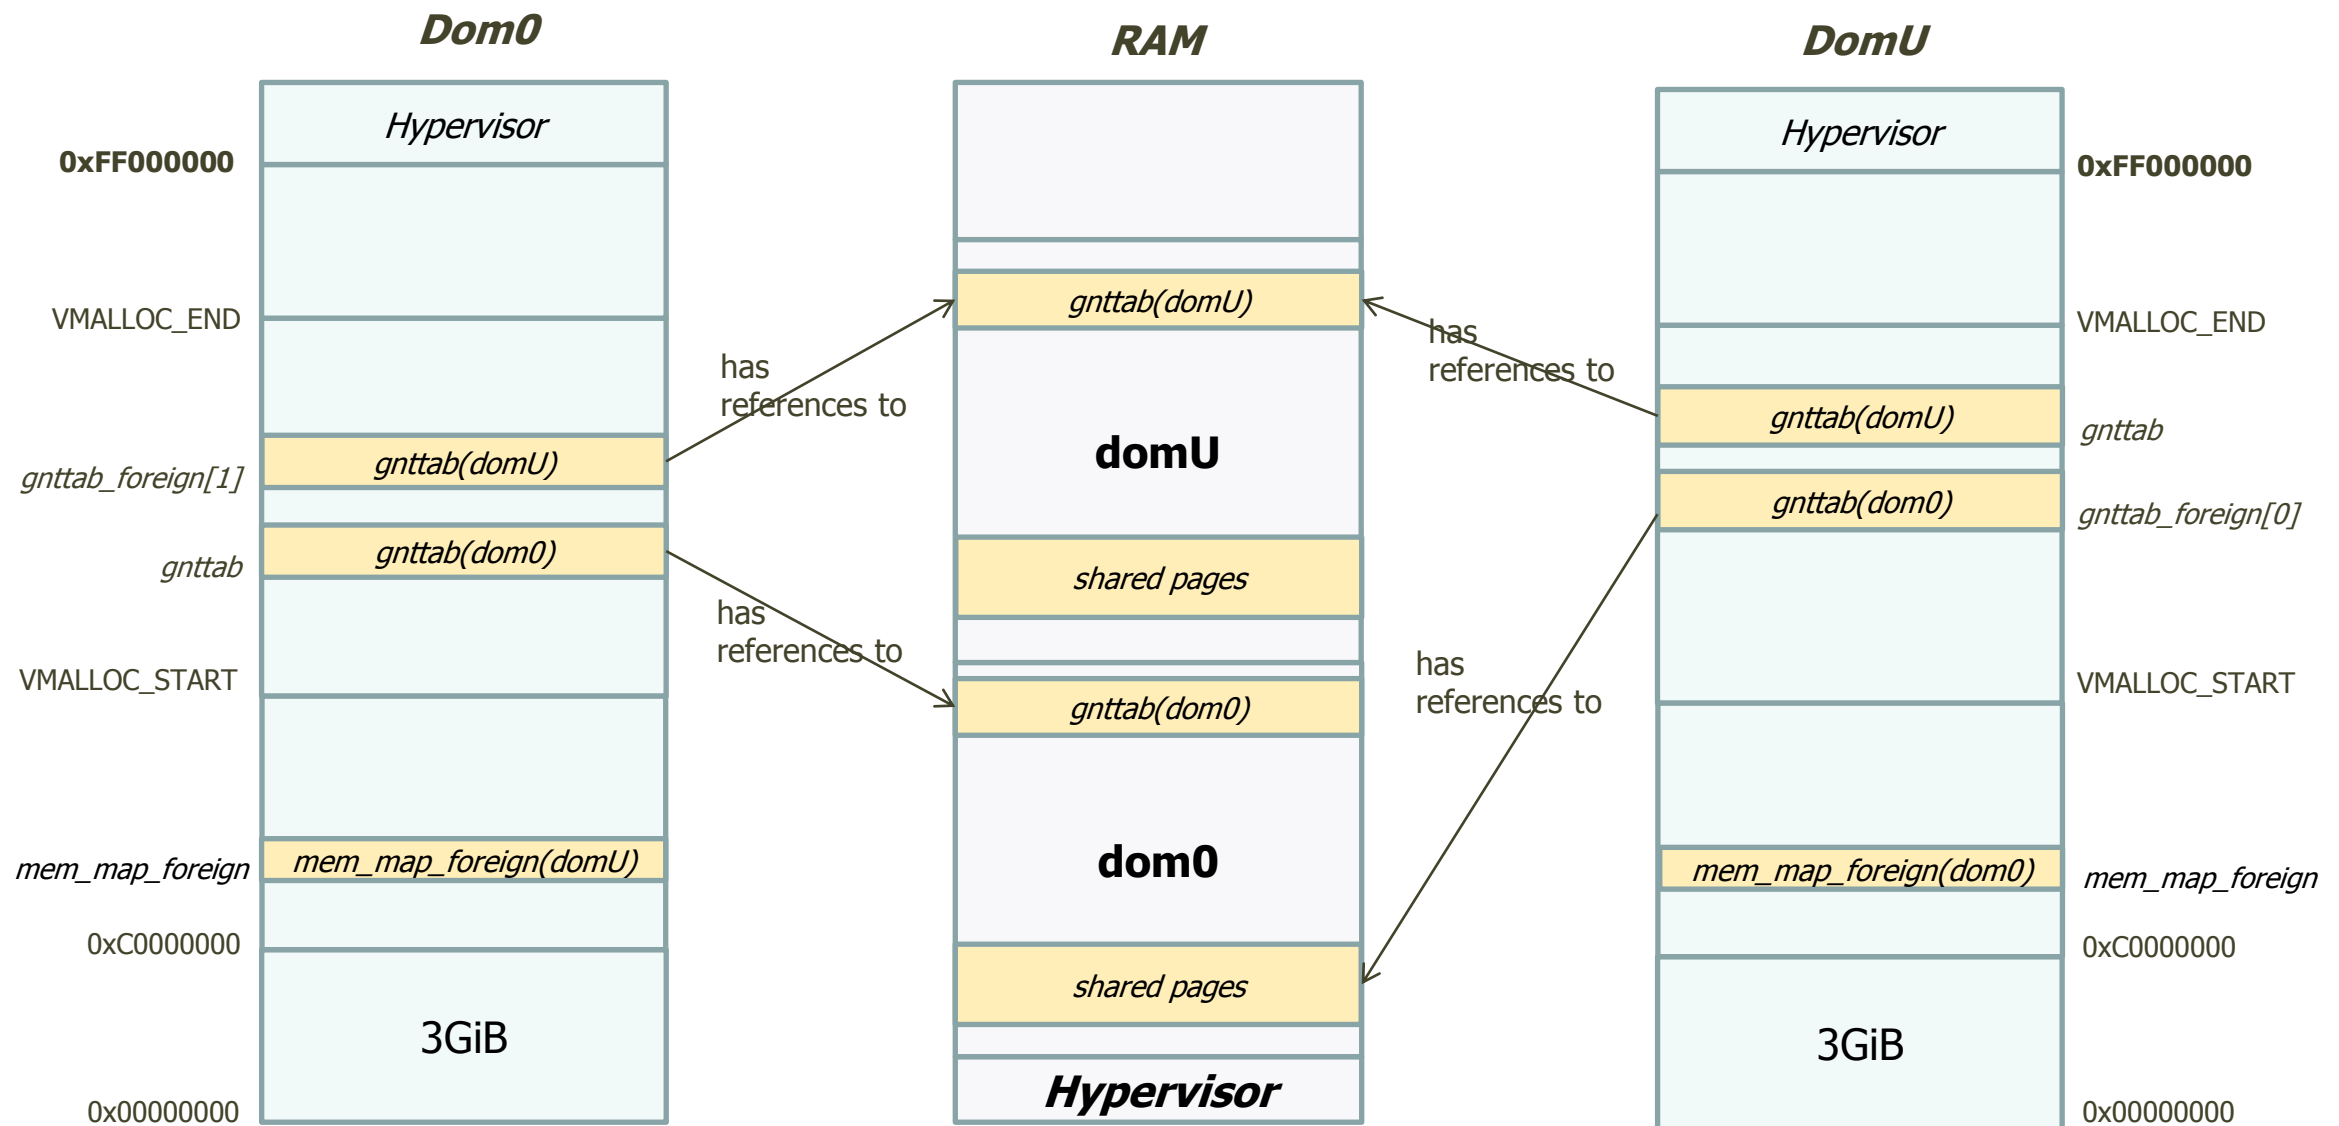 Dom0
RAM
DomU
Hypervisor
0xFF000000
VMALLOC_END
gnttab_foreign[1]
gnttab(domU)
gnttab
gnttab(dom0)
VMALLOC_START
mem_map_foreign
mem_map_foreign(domU)
0xC0000000
3GiB
0x00000000
has
references to
has
references to
gnttab(domU)
domU
shared pages
gnttab(dom0)
dom0
shared pages
Hypervisor
has
references to
has
references to
Hypervisor
0xFF000000
VMALLOC_END
gnttab(domU)
gnttab
gnttab(dom0)
gnttab_foreign[0]
VMALLOC_START
mem_map_foreign(dom0)
mem_map_foreign
0xC0000000
3GiB
0x00000000